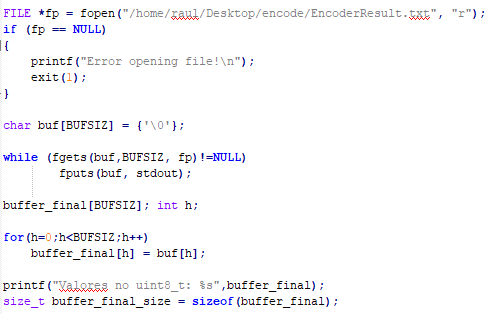 FILE *fp = fopen("/home/raul/Desktop/encode/EncoderResult.txt", "r");
if (fp == NULL)
{
    printf("Error opening file!\n");
    exit(1);
}

char buf[BUFSIZ] = {'\0'};

while (fgets(buf,BUFSIZ, fp)!=NULL)
        fputs(buf, stdout);

buffer_final[BUFSIZ]; int h;

for(h=0;h<BUFSIZ;h++)
    buffer_final[h] = buf[h];

printf("Valores no uint8_t: %s",buffer_final);
size_t buffer_final_size = sizeof(buffer_final);